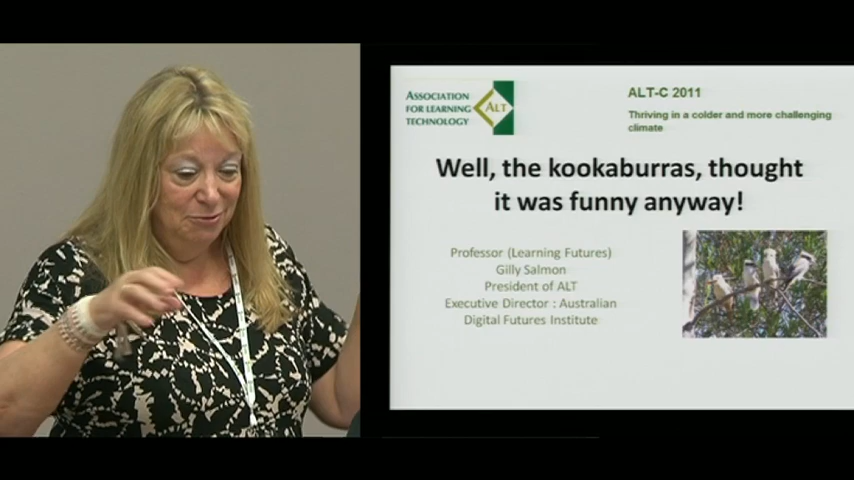 ASSOCIATION
FOR LEARNING
TECHNOLOGY
ALT
ALT-C 2011
Thriving in a colder and more challenging
climate
Well, the kookaburras, thought
it was funny anyway!
Professor (Learning Futures)
Gilly Salmon
President of ALT
Executive Director : Australian
Digital Futures Institute